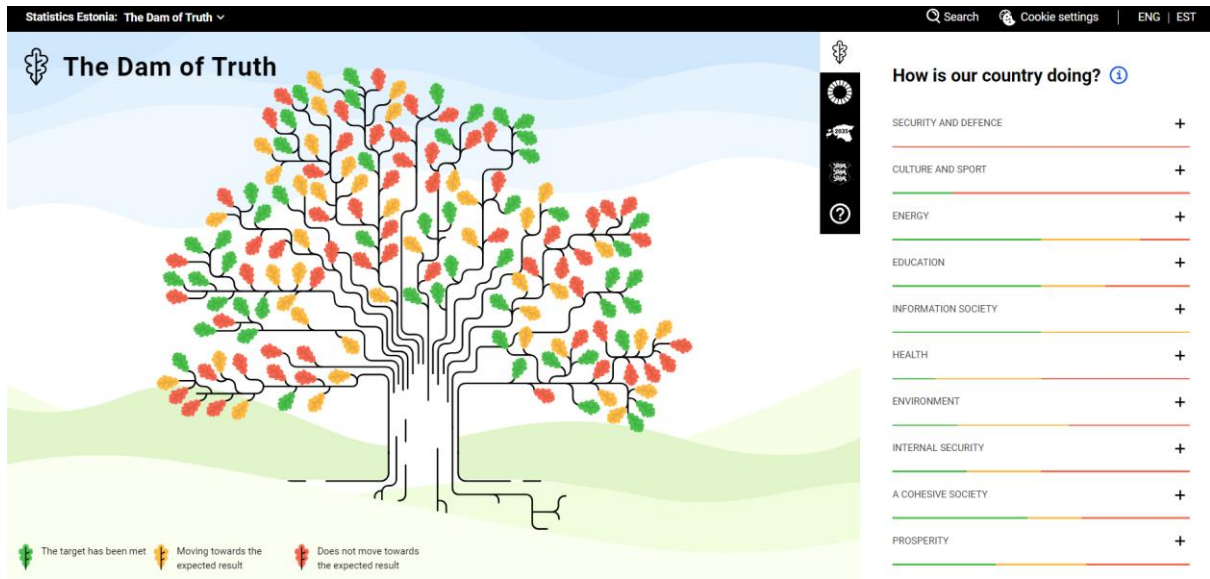 Statistics Estonia: The Dam of Truth
Search
Cookie settings
ENG | EST
The Dam of Truth
2035
How is our country doing?
SECURITY AND DEFENCE
CULTURE AND SPORT
ENERGY
EDUCATION
INFORMATION SOCIETY
HEALTH
ENVIRONMENT
INTERNAL SECURITY
A COHESIVE SOCIETY
PROSPERITY
The target has been met
Moving towards the
expected result
Does not move towards
the expected result